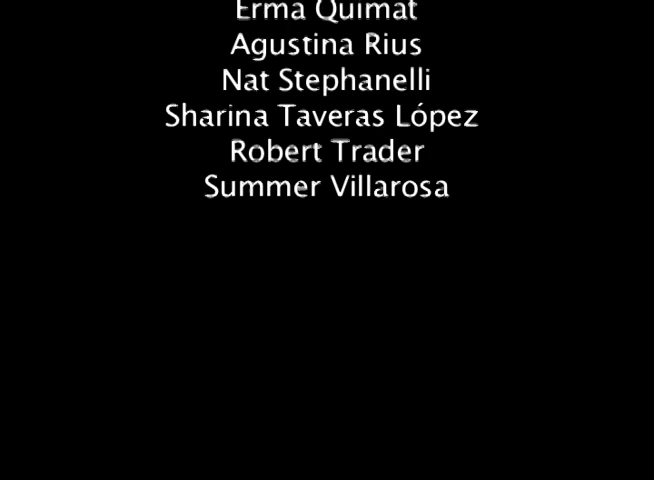 Erma Quimat
Agustina Rius
Nat Stephanelli
Sharina Taveras López
Robert Trader
Summer Villarosa